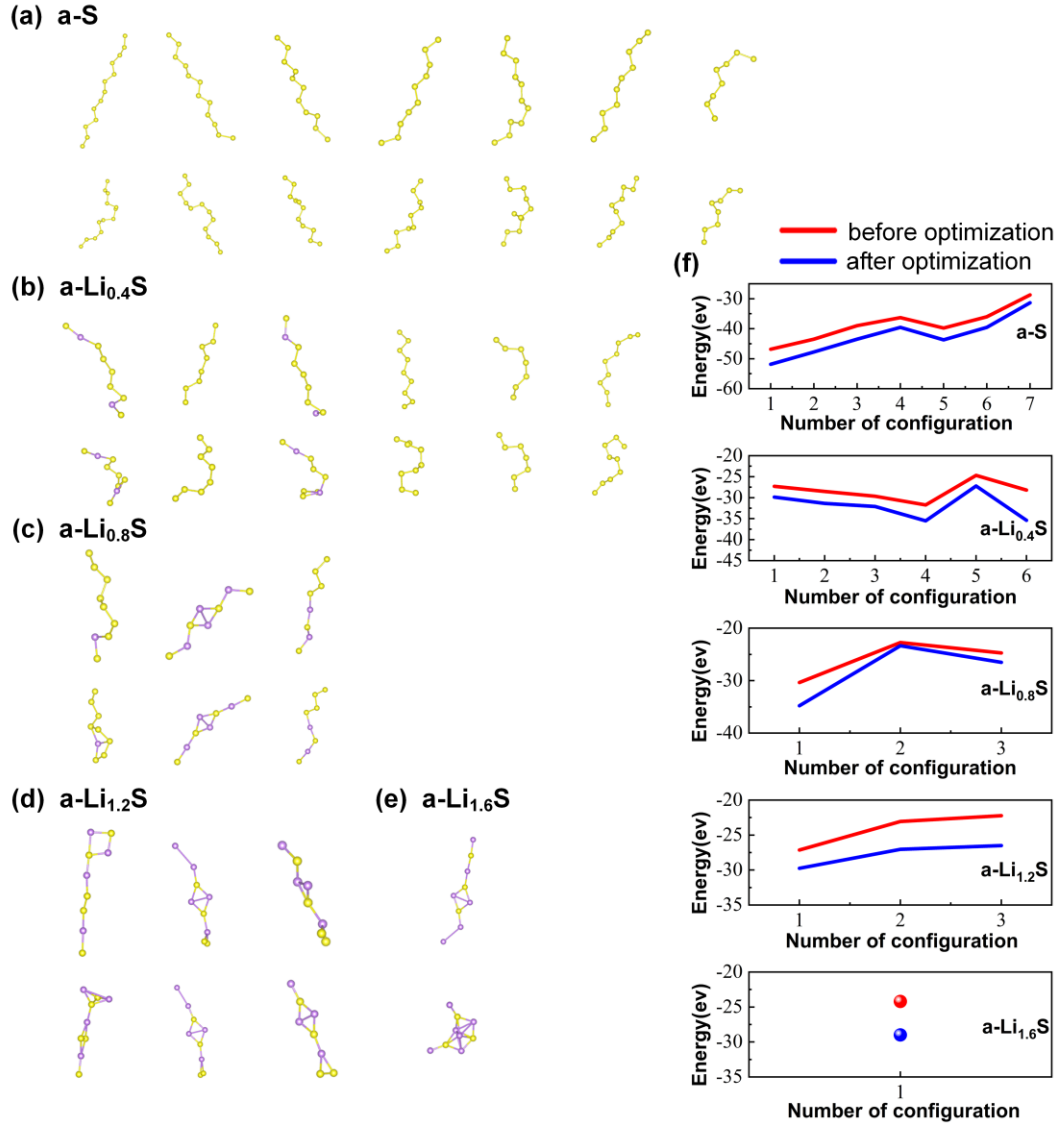 (a) a-S
(b) a-Li0.4S
(c) a-Li0.8S
(d) a-Li1.2S
(e) a-Li1.6S
(f)
before optimization
after optimization
Energy(ev)
-30
-40
-50
-60
a-S
1 2 3 4 5 6 7
Number of configuration
Energy(ev)
-20
-25
-30
-35
-40
-45
a-Li0.4S
1 2 3 4 5 6
Number of configuration
Energy(ev)
-20
-30
-40
a-Li0.8S
1 2 3
Number of configuration
Energy(ev)
-20
-25
-30
-35
a-Li1.2S
1 2 3
Number of configuration
Energy(ev)
-20
-25
-30
-35
a-Li1.6S
1
Number of configuration